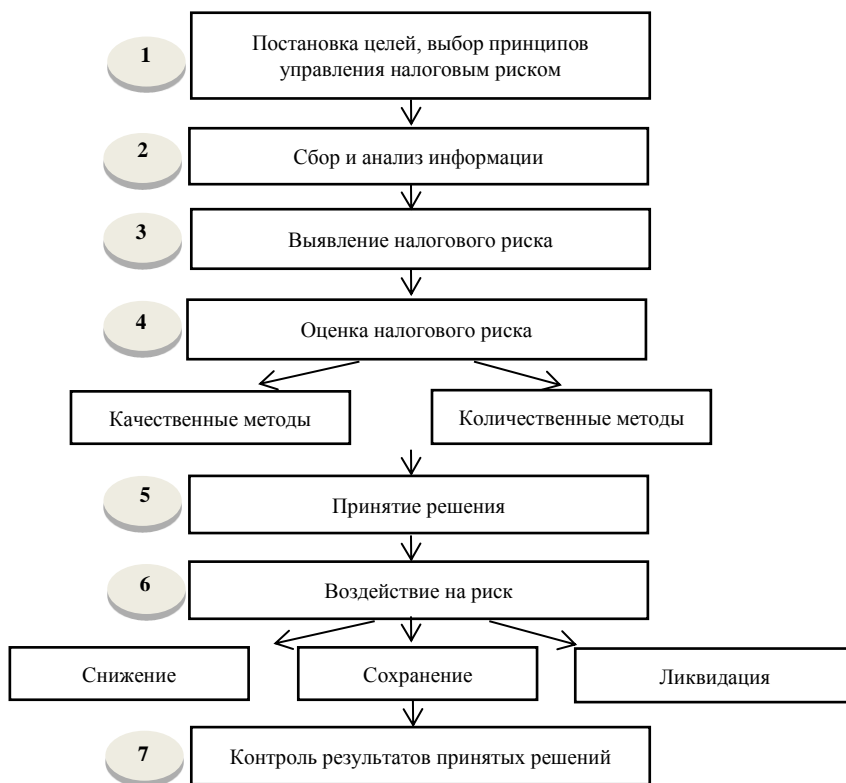 1
Постановка целей, выбор принципов
управления налоговым риском
2
Сбор и анализ информации
3
Выявление налогового риска
4
Оценка налогового риска
Качественные методы
Количественные методы
5
Принятие решения
6
Воздействие на риск
Снижение
Сохранение
Ликвидация
7
Контроль результатов принятых решений